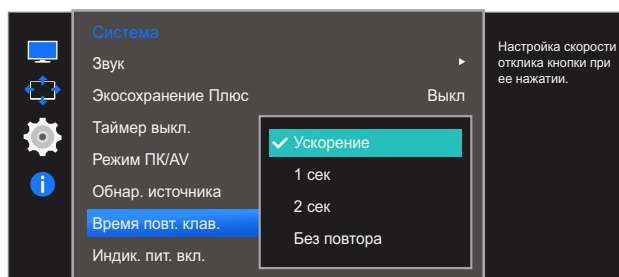 Система
Звук
Экосохранение Плюс Выкл
Таймер выкл.
Режим ПК/AV
Обнар. источника
Время повт. клав.
Индик. пит. вкл.
Ускорение
1 сек
2 сек
Без повтора
Настройка скорости
отклика кнопки при
ее нажатии.